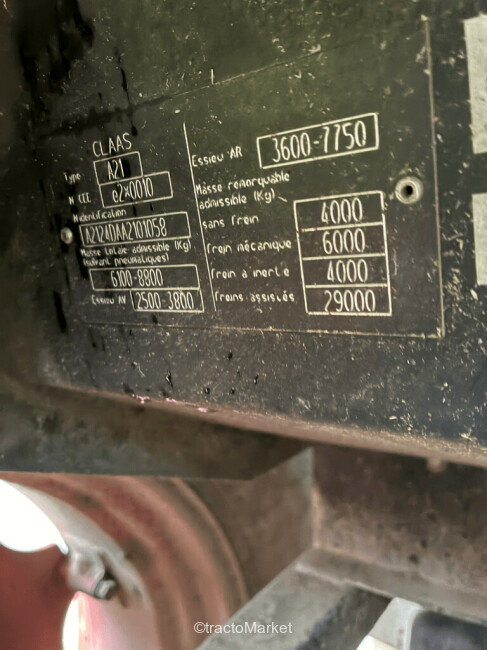 CLAAS
Type A21
N CEE e2*0010
N identification
A2124DAA2101058
Masse totale admissible (Kg)
(suivant pneumatiques)
6100-8800
Essieu AV 2500-3800
Essieu AR 3600-7750
Masse remorquable
admissible (Kg)
sans frein 4000
frein mécanique 6000
frein à inertie 4000
freins assistés 29000
©tractoMarket